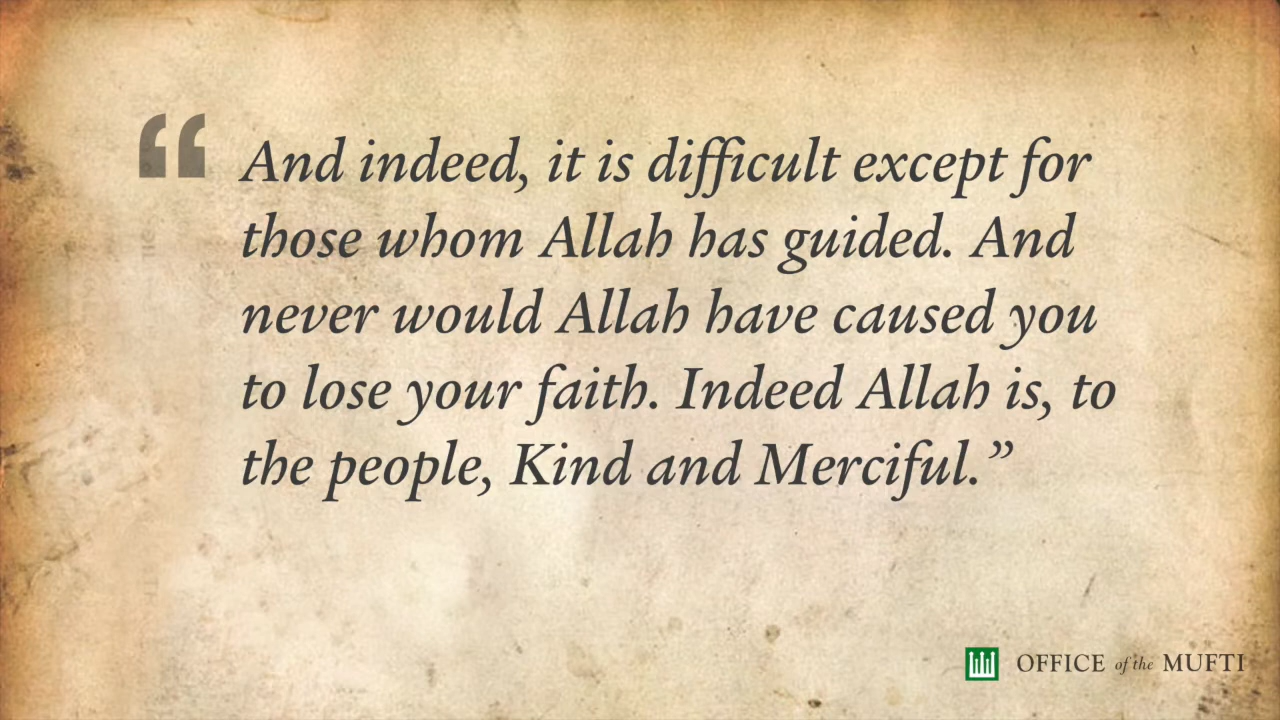 “ And indeed, it is difficult except for
those whom Allah has guided. And
never would Allah have caused you
to lose your faith. Indeed Allah is, to
the people, Kind and Merciful.”
OFFICE of the MUFTI